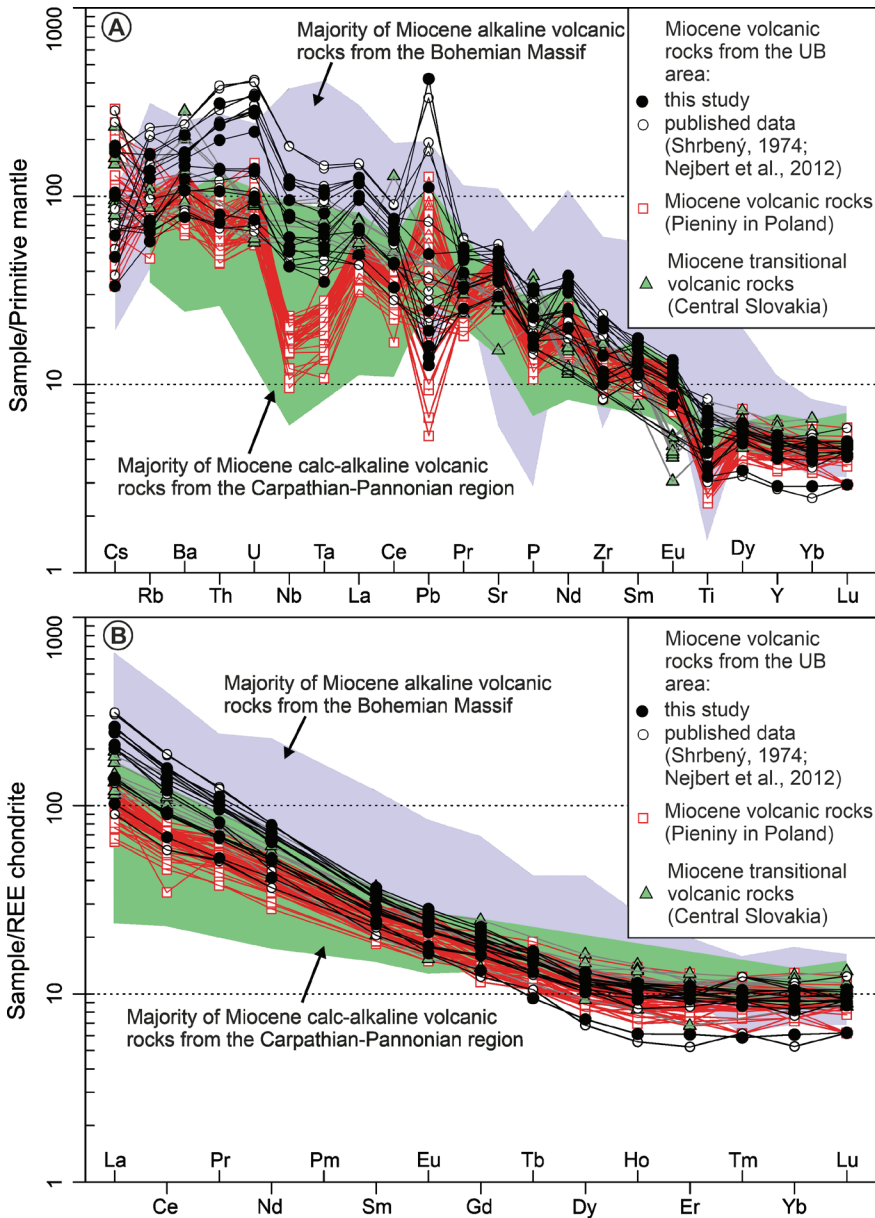 A
Sample/Primitive mantle
1000
100
10
1
Majority of Miocene alkaline volcanic
rocks from the Bohemian Massif
Majority of Miocene calc-alkaline volcanic
rocks from the Carpathian-Pannonian region
Miocene volcanic
rocks from the UB
area:
this study
published data
(Shrbený, 1974;
Nejbert et al., 2012)
Miocene volcanic rocks
(Pieniny in Poland)
Miocene transitional
volcanic rocks
(Central Slovakia)
Cs Ba U Ta Ce Pr P Zr Eu Dy Yb
Rb Th Nb La Pb Sr Nd Sm Ti Y Lu
B
Sample/REE chondrite
1000
100
10
1
Majority of Miocene alkaline volcanic
rocks from the Bohemian Massif
Majority of Miocene calc-alkaline volcanic
rocks from the Carpathian-Pannonian region
Miocene volcanic
rocks from the UB
area:
this study
published data
(Shrbený, 1974;
Nejbert et al., 2012)
Miocene volcanic rocks
(Pieniny in Poland)
Miocene transitional
volcanic rocks
(Central Slovakia)
La Pr Pm Eu Tb Ho Tm Lu
Ce Nd Sm Gd Dy Er Yb